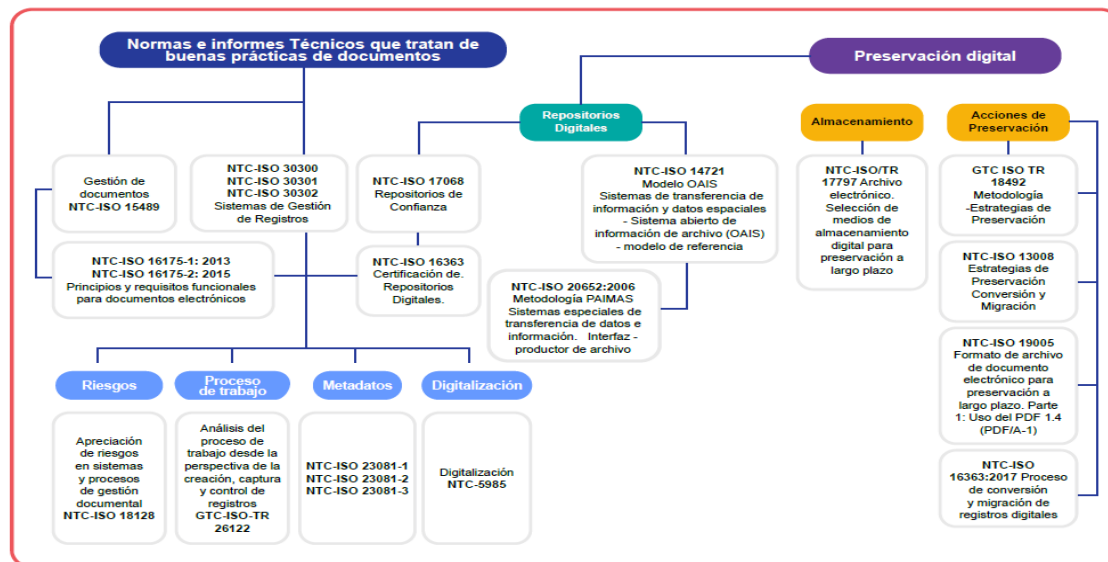 Normas e informes Técnicos que tratan de
buenas prácticas de documentos
Preservación digital
Repositorios
Digitales
Almacenamiento
Acciones de
Preservación
Gestión de
documentos
NTC-ISO 15489
NTC-ISO 30300
NTC-ISO 30301
NTC-ISO 30302
Sistemas de Gestión
de Registros
NTC-ISO 17068
Repositorios de
Confianza
NTC-ISO 14721
Modelo OAIS
Sistemas de transferencia de
información y datos espaciales
- Sistema abierto de
información de archivo (OAIS)
- modelo de referencia
NTC-ISO/TR
17797 Archivo
electrónico.
Selección de
medios de
almacenamiento
digital para
preservación a
largo plazo
GTC ISO TR
18492
Metodología
-Estrategias de
Preservación
NTC-ISO 16175-1: 2013
NTC-ISO 16175-2: 2015
Principios y requisitos funcionales
para documentos electrónicos
NTC-ISO 16363
Certificación de.
Repositorios
Digitales.
NTC-ISO 20652:2006
Metodología PAIMAS
Sistemas especiales de
transferencia de datos e
información. Interfaz -
productor de archivo
NTC-ISO 13008
Estrategias de
Preservación
Conversión y
Migración
NTC-ISO 19005
Formato de archivo
de documento
electrónico para
preservación a
largo plazo. Parte
1: Uso del PDF 1.4
(PDF/A-1)
NTC-ISO
16363:2017 Proceso
de conversión
y migración de
registros digitales
Riesgos
Proceso
de trabajo
Metadatos
Digitalización
Apreciación
de riesgos
en sistemas
y procesos
de gestión
documental
NTC-ISO 18128
Análisis del
proceso de
trabajo desde la
perspectiva de la
creación, captura
y control de
registros
GTC-ISO-TR
26122
NTC-ISO 23081-1
NTC-ISO 23081-2
NTC-ISO 23081-3
Digitalización
NTC-5985